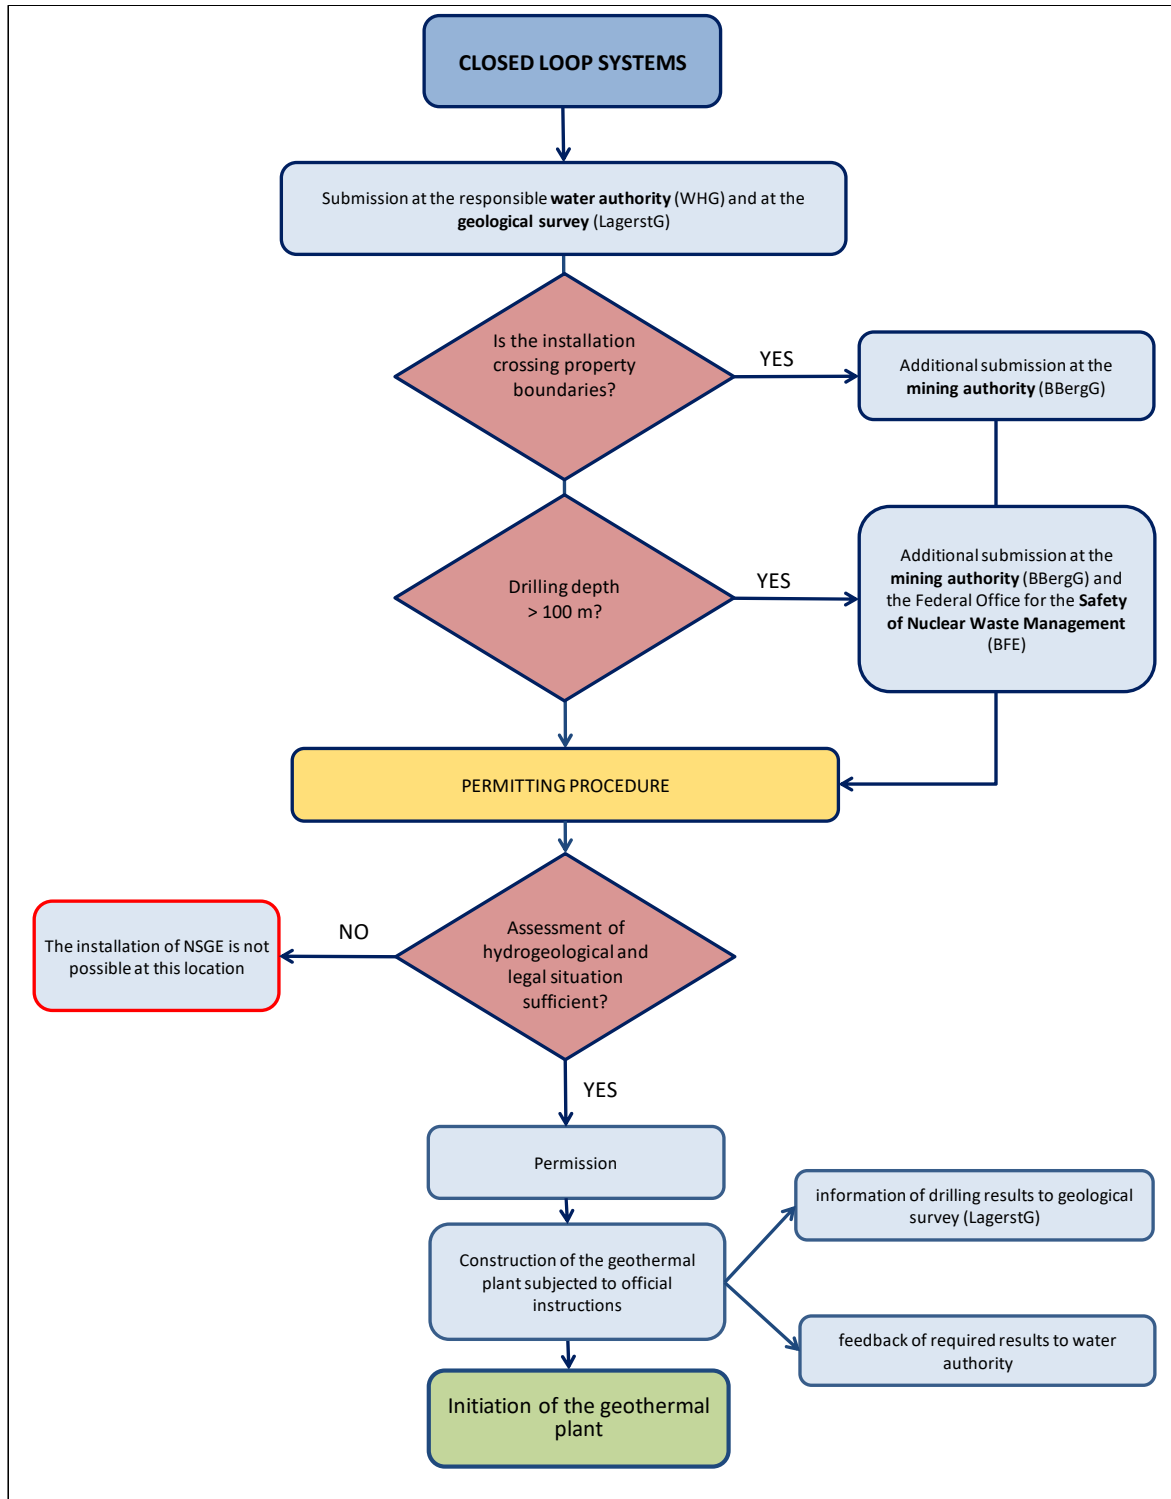 CLOSED LOOP SYSTEMS
Submission at the responsible water authority (WHG) and at the
geological survey (LagerstG)
Is the installation
crossing property
boundaries?
YES
Additional submission at the
mining authority (BBergG)
Drilling depth
> 100 m?
YES
Additional submission at the
mining authority (BBergG) and
the Federal Office for the Safety
of Nuclear Waste Management
(BFE)
PERMITTING PROCEDURE
Assessment of
hydrogeological and
legal situation
sufficient?
NO
The installation of NSGE is not
possible at this location
YES
Permission
Construction of the geothermal
plant subjected to official
instructions
information of drilling results to geological
survey (LagerstG)
feedback of required results to water
authority
Initiation of the geothermal
plant